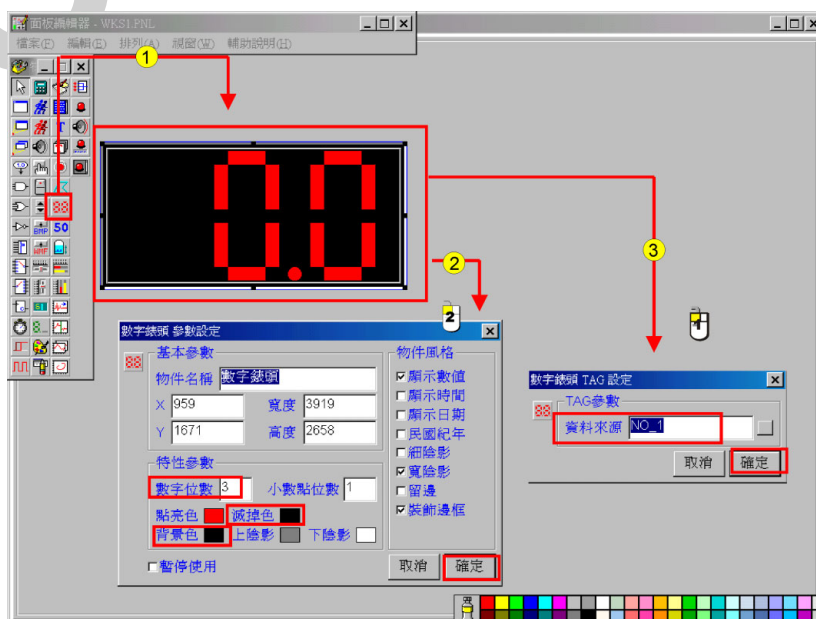 面板編輯器 - WKS1.PNL
檔案(F) 編輯(E) 排列(A) 視窗(W) 輔助說明(H)
1
T
88
BMP 50
WMF
0.0
2
3
2
1
數字錶頭 參數設定
88
基本參數
物件名稱 數字錶頭
X 959 寬度 3919
Y 1671 高度 2658
特性參數
數字位數 3 小數點位數 1
點亮色 滅掉色
背景色 上陰影 下陰影
暫停使用
物件風格
顯示數值
顯示時間
顯示日期
民國紀年
細陰影
寬陰影
留邊
裝飾邊框
取消 確定
數字錶頭 TAG 設定
88
TAG參數
資料來源 NO_1
取消 確定